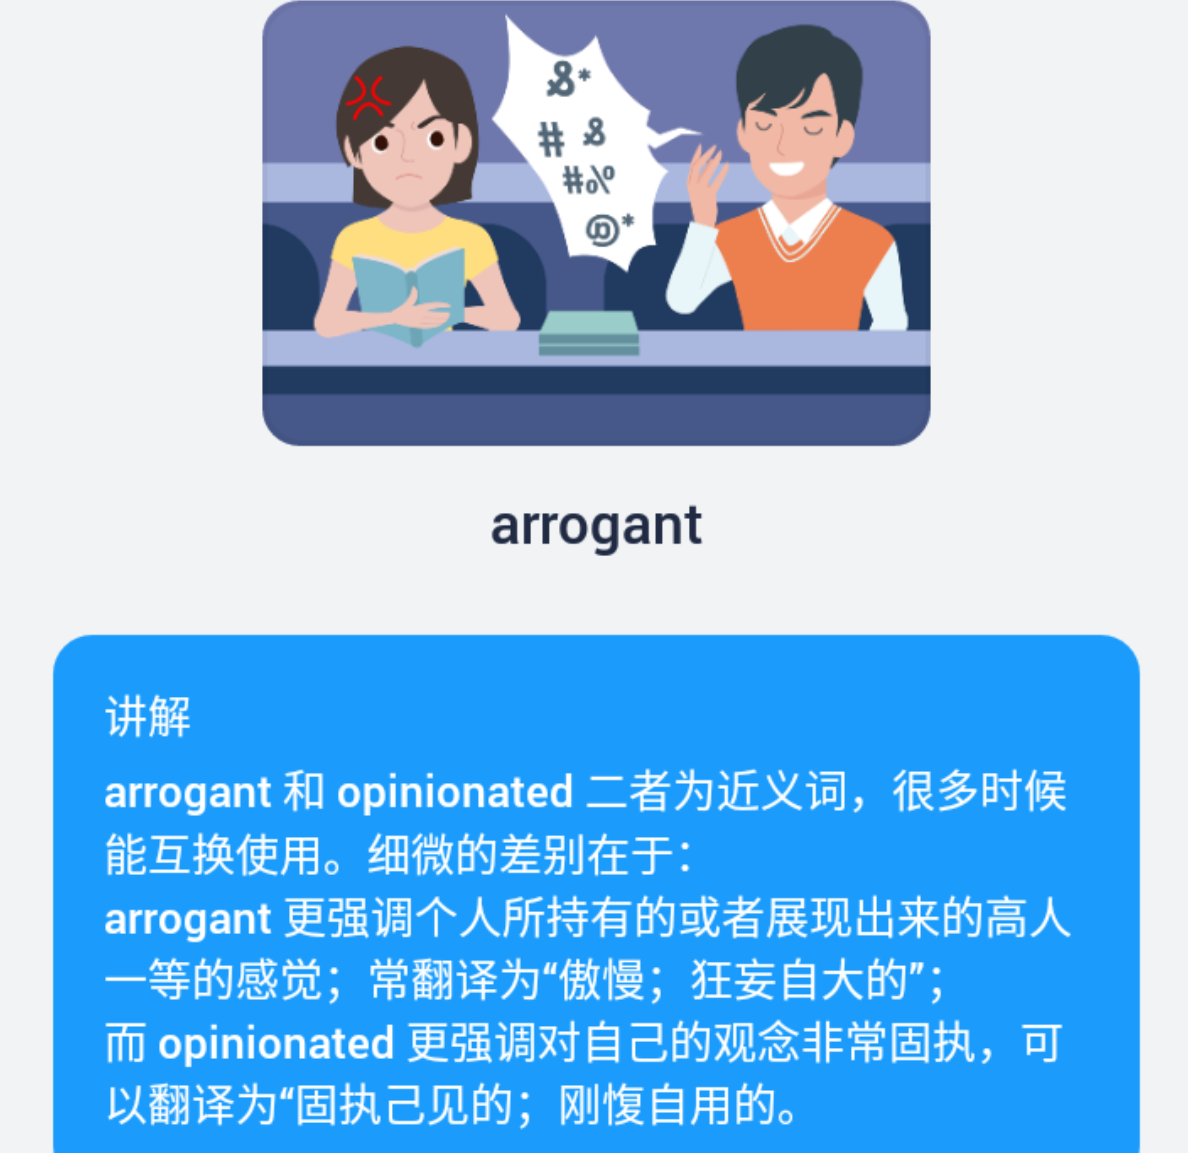 &*
# &
#%
@*
arrogant
讲解
arrogant 和 opinionated 二者为近义词，很多时候
能互换使用。细微的差别在于：
arrogant 更强调个人所持有的或者展现出来的高人
一等的感觉；常翻译为“傲慢；狂妄自大的”；
而 opinionated 更强调对自己的观念非常固执，可
以翻译为“固执己见的；刚愎自用的。